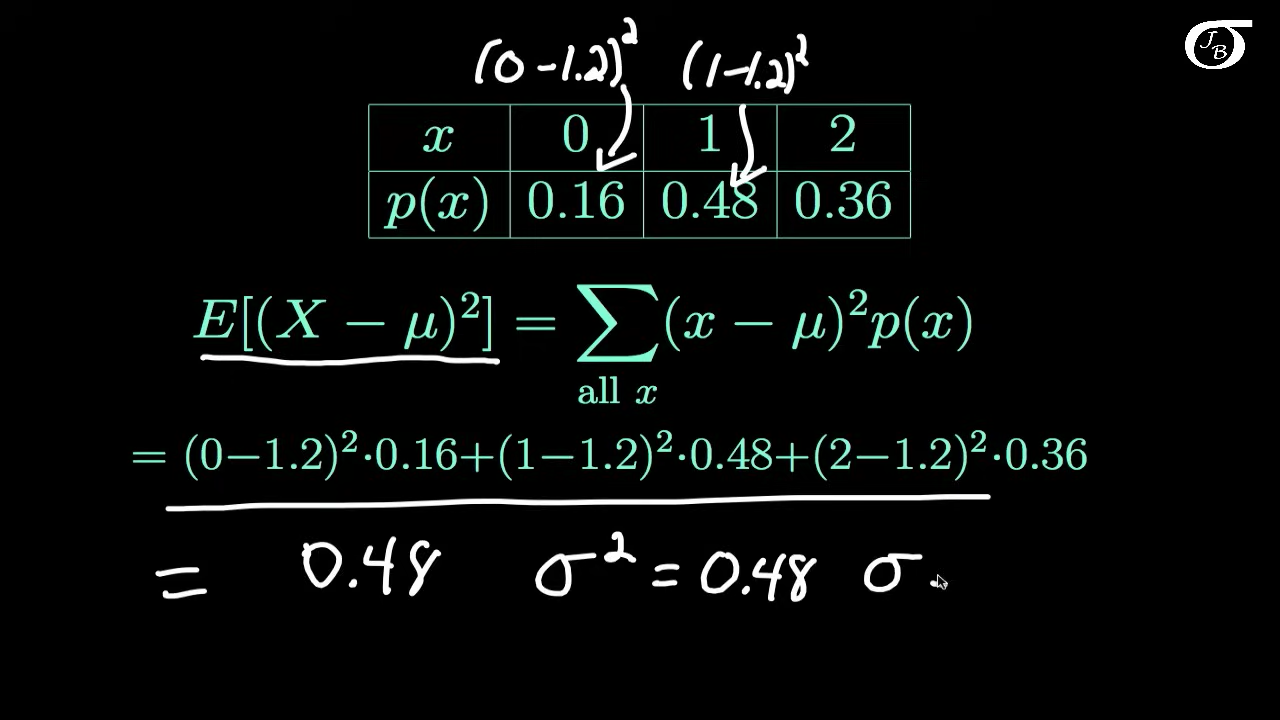 JB
(0-1.2)² (1-1.2)²
x 0 1 2
p(x) 0.16 0.48 0.36
E[(X − μ)²] = ∑ (x − μ)²p(x)
all x
= (0−1.2)²·0.16+(1−1.2)²·0.48+(2−1.2)²·0.36
= 0.48 σ² = 0.48 σ